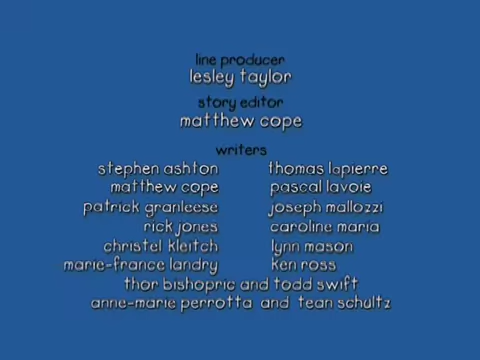 line producer
lesley taylor
story editor
matthew cope
writers
stephen ashton thomas lapierre
matthew cope pascal lavoie
patrick granleese joseph mallozzi
rick jones caroline maria
christel kleitch lynn mason
marie-france landry ken ross
thor bishopric and todd swift
anne-marie perrotta and tean schultz